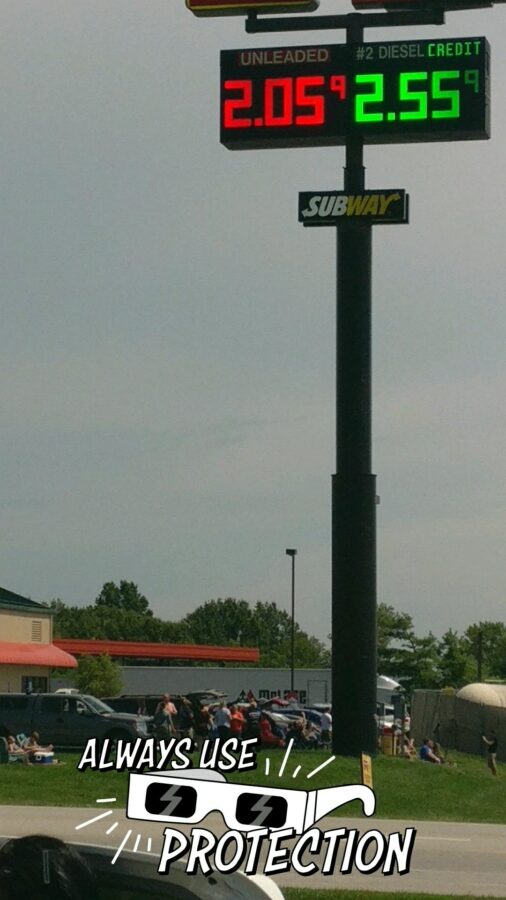 UNLEADED #2 DIESEL CREDIT
2.05⁹ 2.55⁹
SUBWAY
ALWAYS USE
PROTECTION